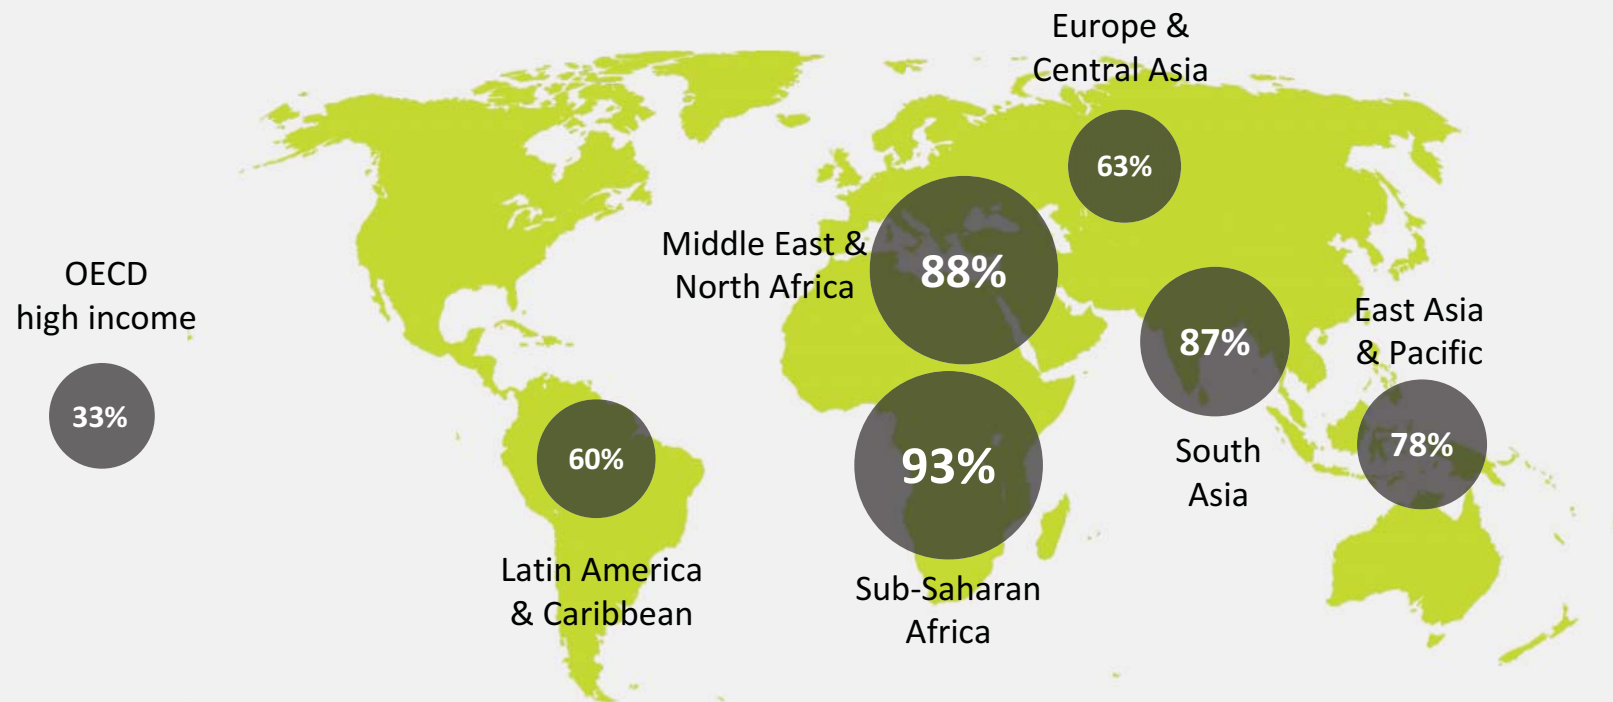 Europe &
Central Asia
63%
Middle East &
North Africa
88%
OECD
high income
33%
87%
South
Asia
East Asia
& Pacific
78%
60%
Latin America
& Caribbean
93%
Sub-Saharan
Africa